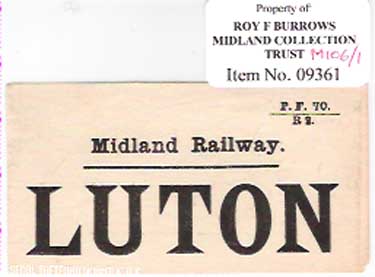 Property of
ROY F BURROWS
MIDLAND COLLECTION
TRUST M106/1
Item No. 09361
P. F. 70.
R 2.
Midland Railway.
LUTON